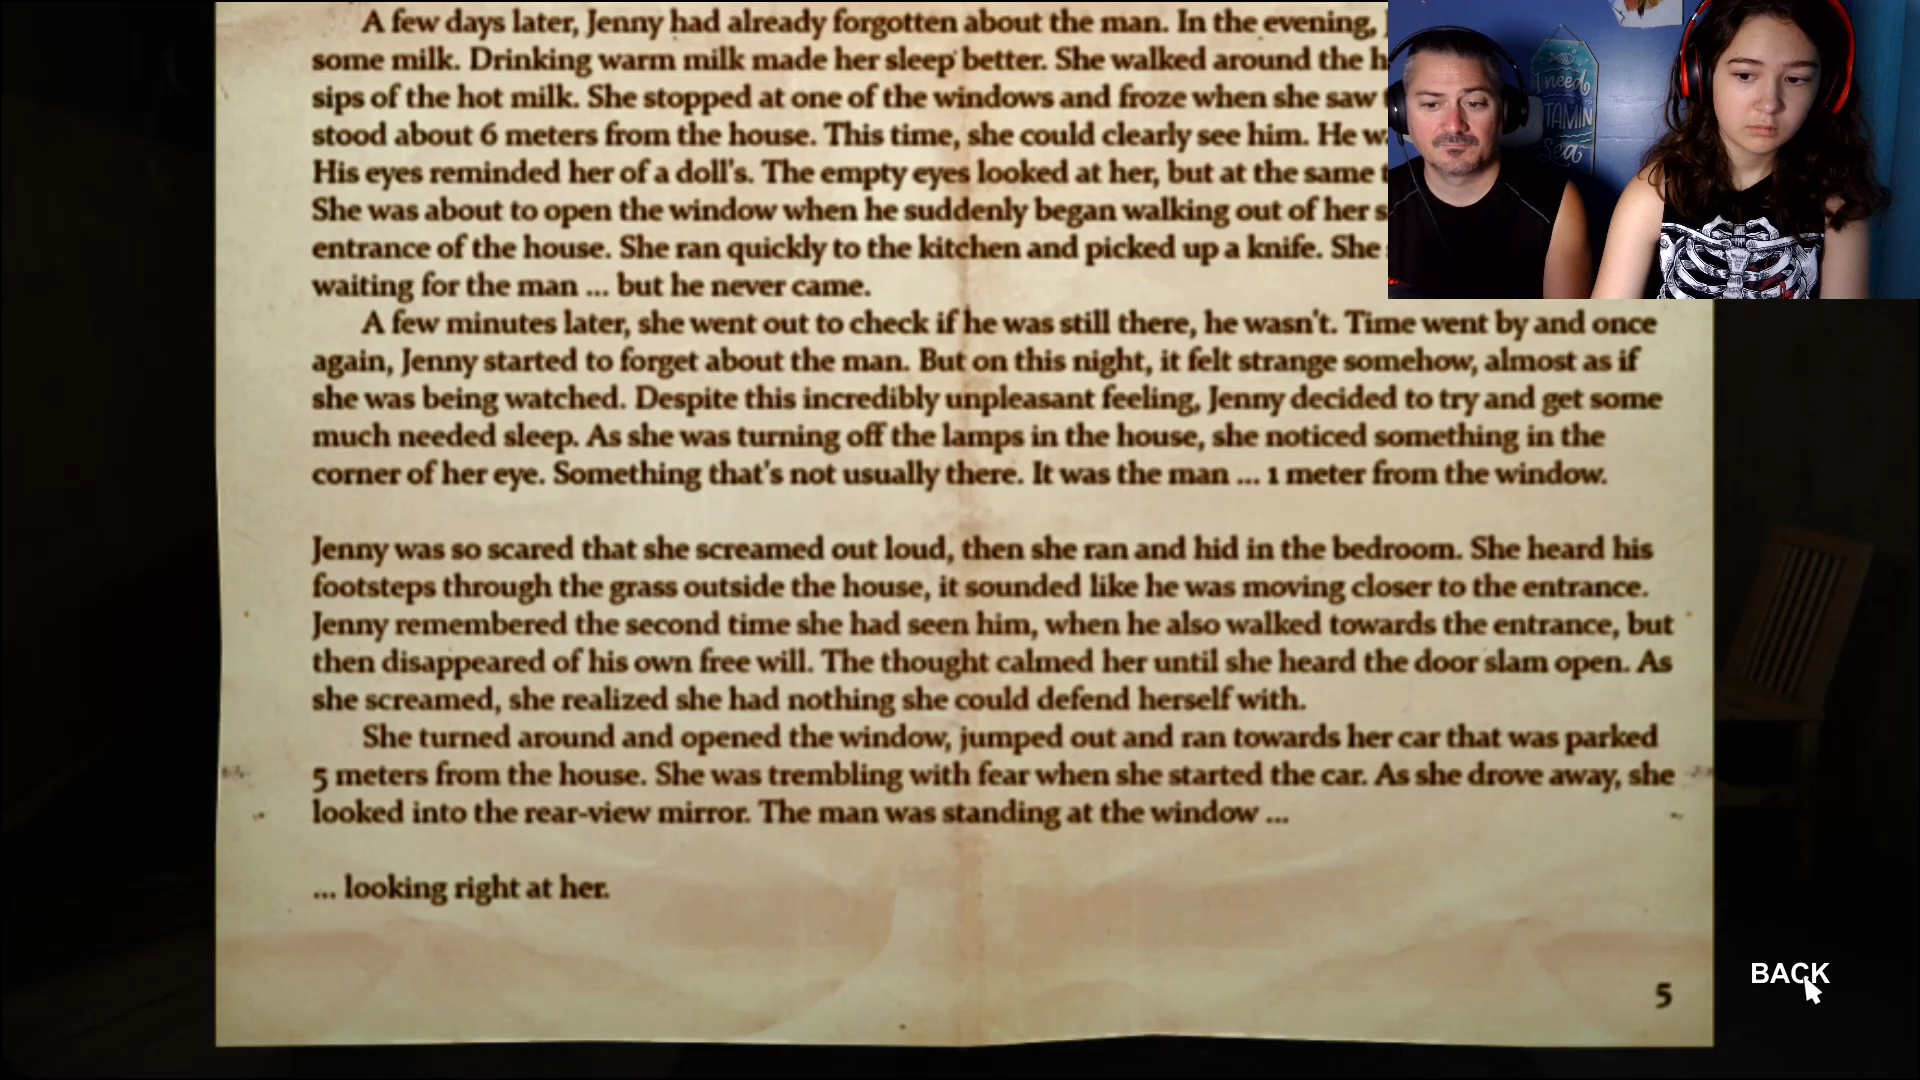 A few days later, Jenny had already forgotten about the man. In the evening,
some milk. Drinking warm milk made her sleep better. She walked around the
sips of the hot milk. She stopped at one of the windows and froze when she saw
stood about 6 meters from the house. This time, she could clearly see him. He
His eyes reminded her of a doll's. The empty eyes looked at her, but at the same
She was about to open the window when he suddenly began walking out of her
entrance of the house. She ran quickly to the kitchen and picked up a knife. She
waiting for the man ... but he never came.
A few minutes later, she went out to check if he was still there, he wasn't. Time went by and once
again, Jenny started to forget about the man. But on this night, it felt strange somehow, almost as if
she was being watched. Despite this incredibly unpleasant feeling, Jenny decided to try and get some
much needed sleep. As she was turning off the lamps in the house, she noticed something in the
corner of her eye. Something that's not usually there. It was the man ... 1 meter from the window.
Jenny was so scared that she screamed out loud, then she ran and hid in the bedroom. She heard his
footsteps through the grass outside the house, it sounded like he was moving closer to the entrance.
Jenny remembered the second time she had seen him, when he also walked towards the entrance, but
then disappeared of his own free will. The thought calmed her until she heard the door slam open. As
she screamed, she realized she had nothing she could defend herself with.
She turned around and opened the window, jumped out and ran towards her car that was parked
5 meters from the house. She was trembling with fear when she started the car. As she drove away, she
looked into the rear-view mirror. The man was standing at the window ...
... looking right at her.
5
BACK
I need
sea